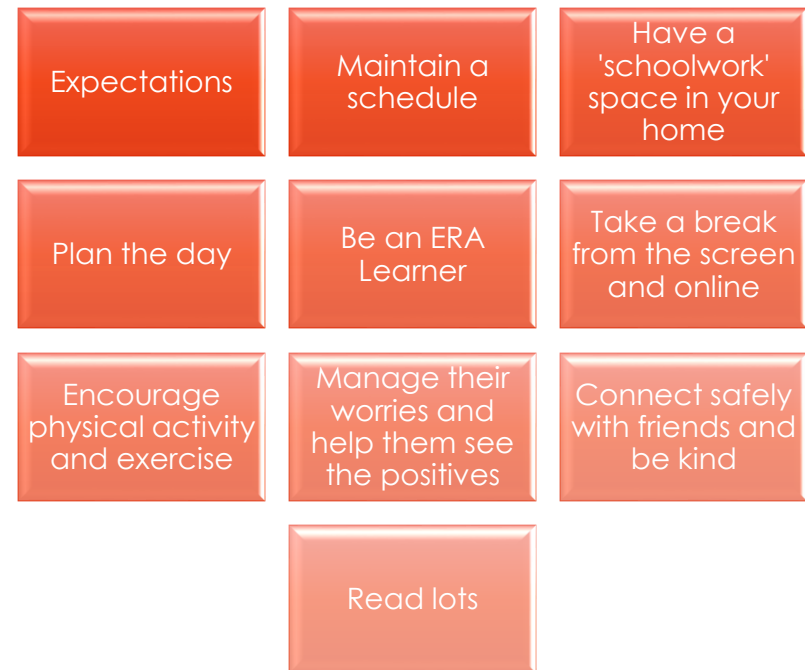 Expectations
Maintain a
schedule
Have a
'schoolwork'
space in your
home
Plan the day
Be an ERA
Learner
Take a break
from the screen
and online
Encourage
physical activity
and exercise
Manage their
worries and
help them see
the positives
Connect safely
with friends and
be kind
Read lots